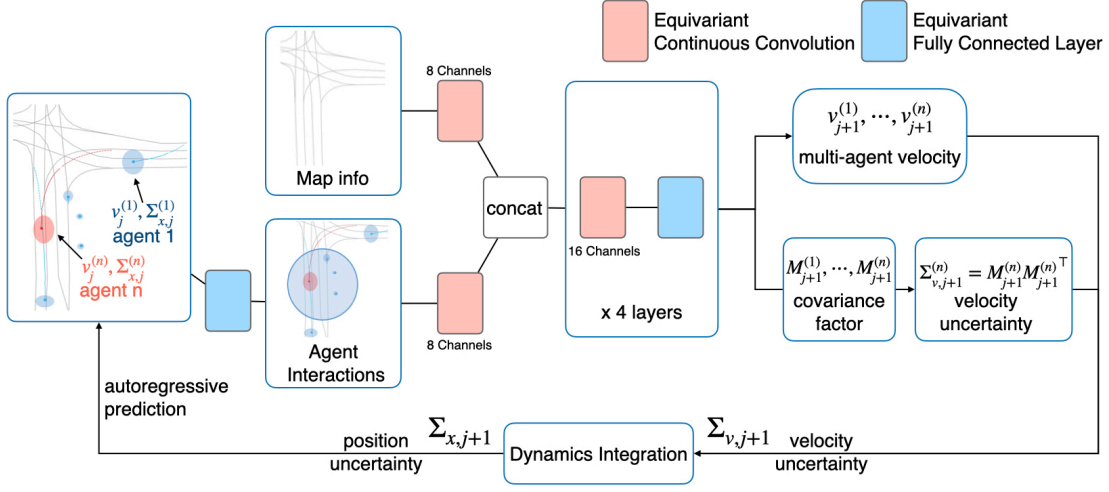 Equivariant
Continuous Convolution
Equivariant
Fully Connected Layer
v_j^{(1)}, Σ_{x,j}^{(1)}
agent 1
v_j^{(n)}, Σ_{x,j}^{(n)}
agent n
Map info
8 Channels
Agent
Interactions
8 Channels
concat
16 Channels
x 4 layers
v_{j+1}^{(1)}, ⋯, v_{j+1}^{(n)}
multi-agent velocity
M_{j+1}^{(1)}, ⋯, M_{j+1}^{(n)}
covariance
factor
Σ_{v,j+1}^{(n)} = M_{j+1}^{(n)} M_{j+1}^{(n)⊤}
velocity
uncertainty
autoregressive
prediction
position
uncertainty
Σ_{x,j+1}
Dynamics Integration
Σ_{v,j+1}
velocity
uncertainty